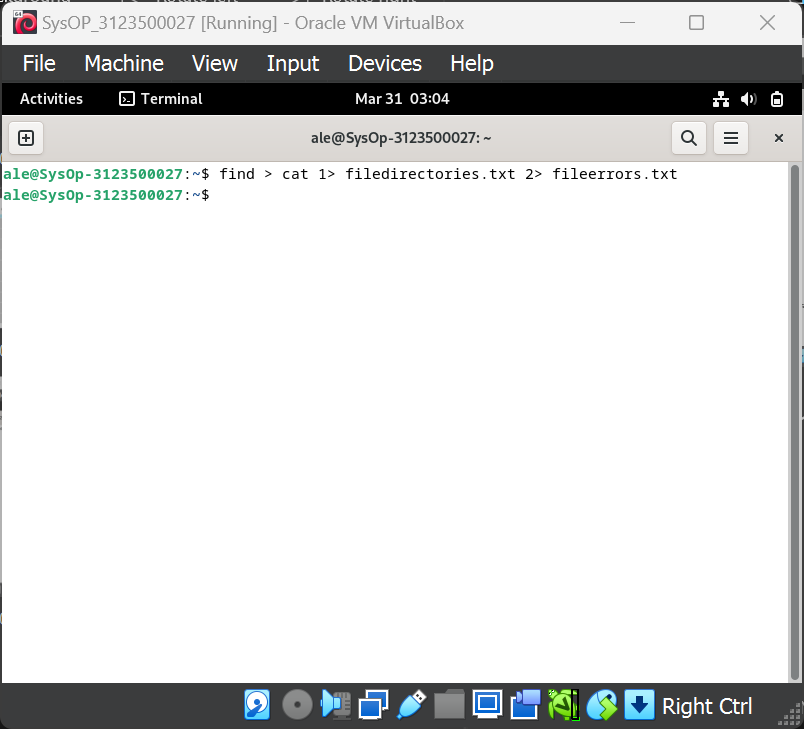 SysOP_3123500027 [Running] - Oracle VM VirtualBox
File Machine View Input Devices Help
Activities Terminal Mar 31 03:04
ale@SysOp-3123500027: ~
ale@SysOp-3123500027:~$ find > cat 1> filedirectories.txt 2> fileerrors.txt
ale@SysOp-3123500027:~$
Right Ctrl